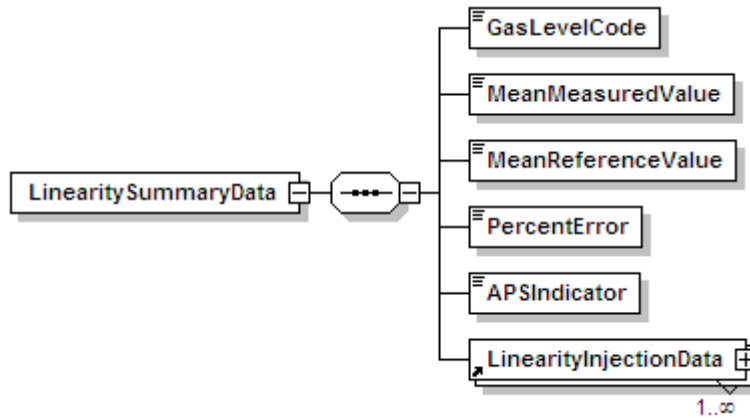 GasLevelCode
MeanMeasuredValue
MeanReferenceValue
LinearitySummaryData
PercentError
APSIndicator
LinearityInjectionData
1..∞